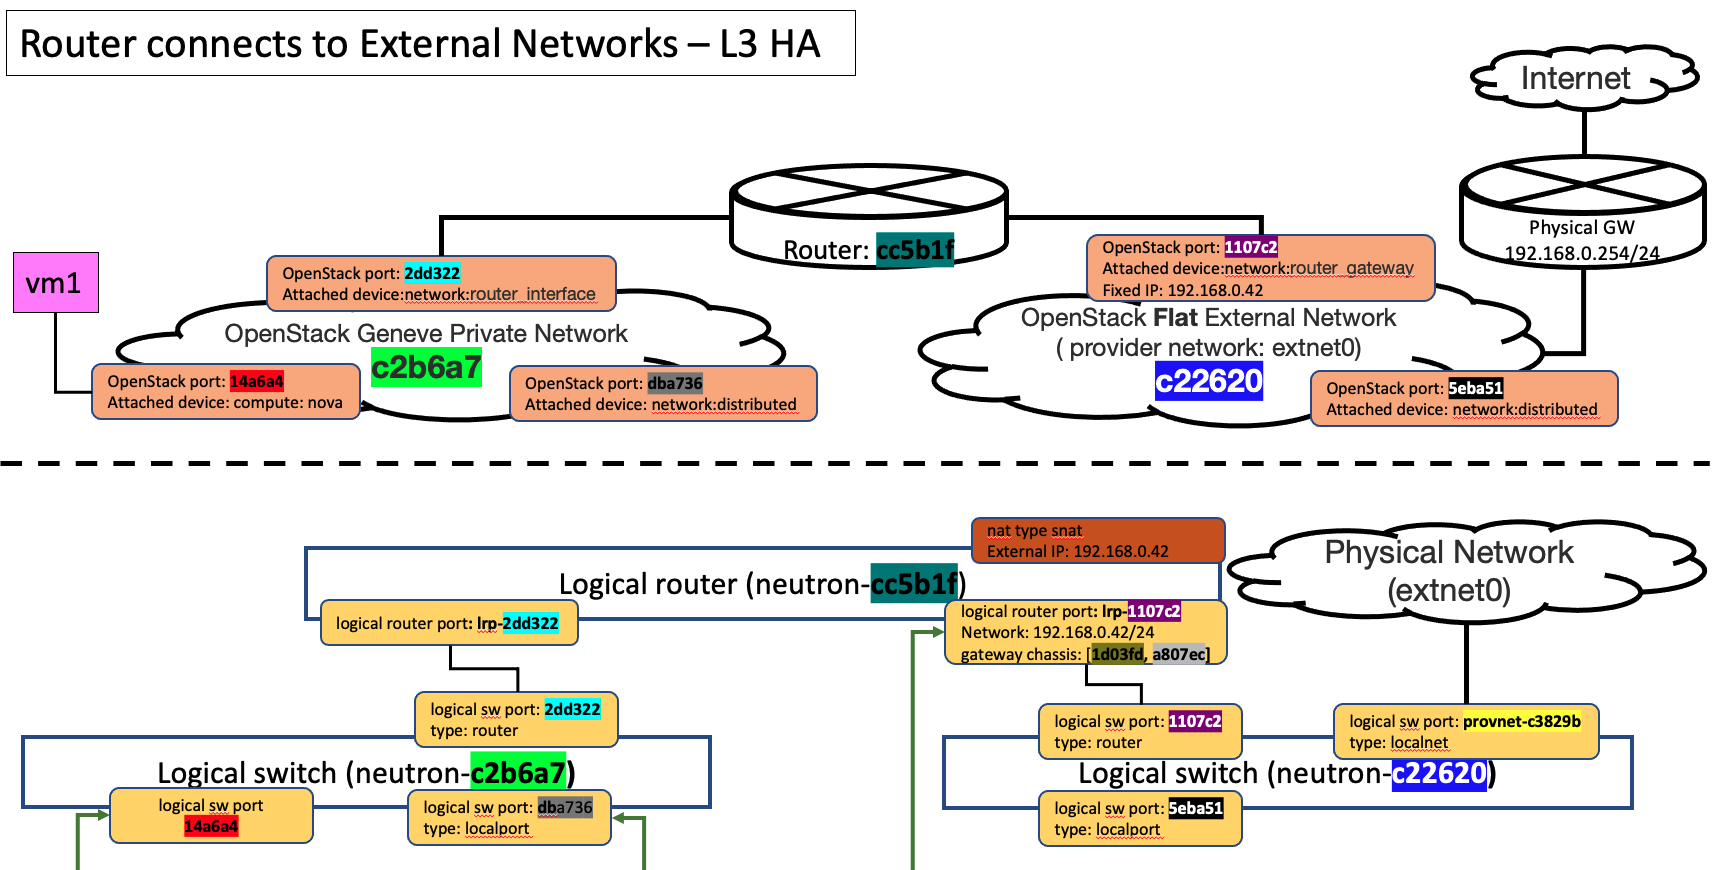 Router connects to External Networks – L3 HA
Internet
Physical GW
192.168.0.254/24
Router: cc5b1f
OpenStack port: 1107c2
Attached device:network:router_gateway
Fixed IP: 192.168.0.42
OpenStack port: 2dd322
Attached device:network:router_interface
vm1
OpenStack Geneve Private Network
c2b6a7
OpenStack Flat External Network
( provider network: extnet0)
c22620
OpenStack port: 14a6a4
Attached device: compute: nova
OpenStack port: dba736
Attached device: network:distributed
OpenStack port: 5eba51
Attached device: network:distributed
nat type snat
External IP: 192.168.0.42
Physical Network
(extnet0)
Logical router (neutron-cc5b1f)
logical router port: lrp-2dd322
logical router port: lrp-1107c2
Network: 192.168.0.42/24
gateway chassis: [1d03fd, a807ec]
logical sw port: 2dd322
type: router
logical sw port: 1107c2
type: router
logical sw port: provnet-c3829b
type: localnet
Logical switch (neutron-c2b6a7)
Logical switch (neutron-c22620)
logical sw port
14a6a4
logical sw port: dba736
type: localport
logical sw port: 5eba51
type: localport